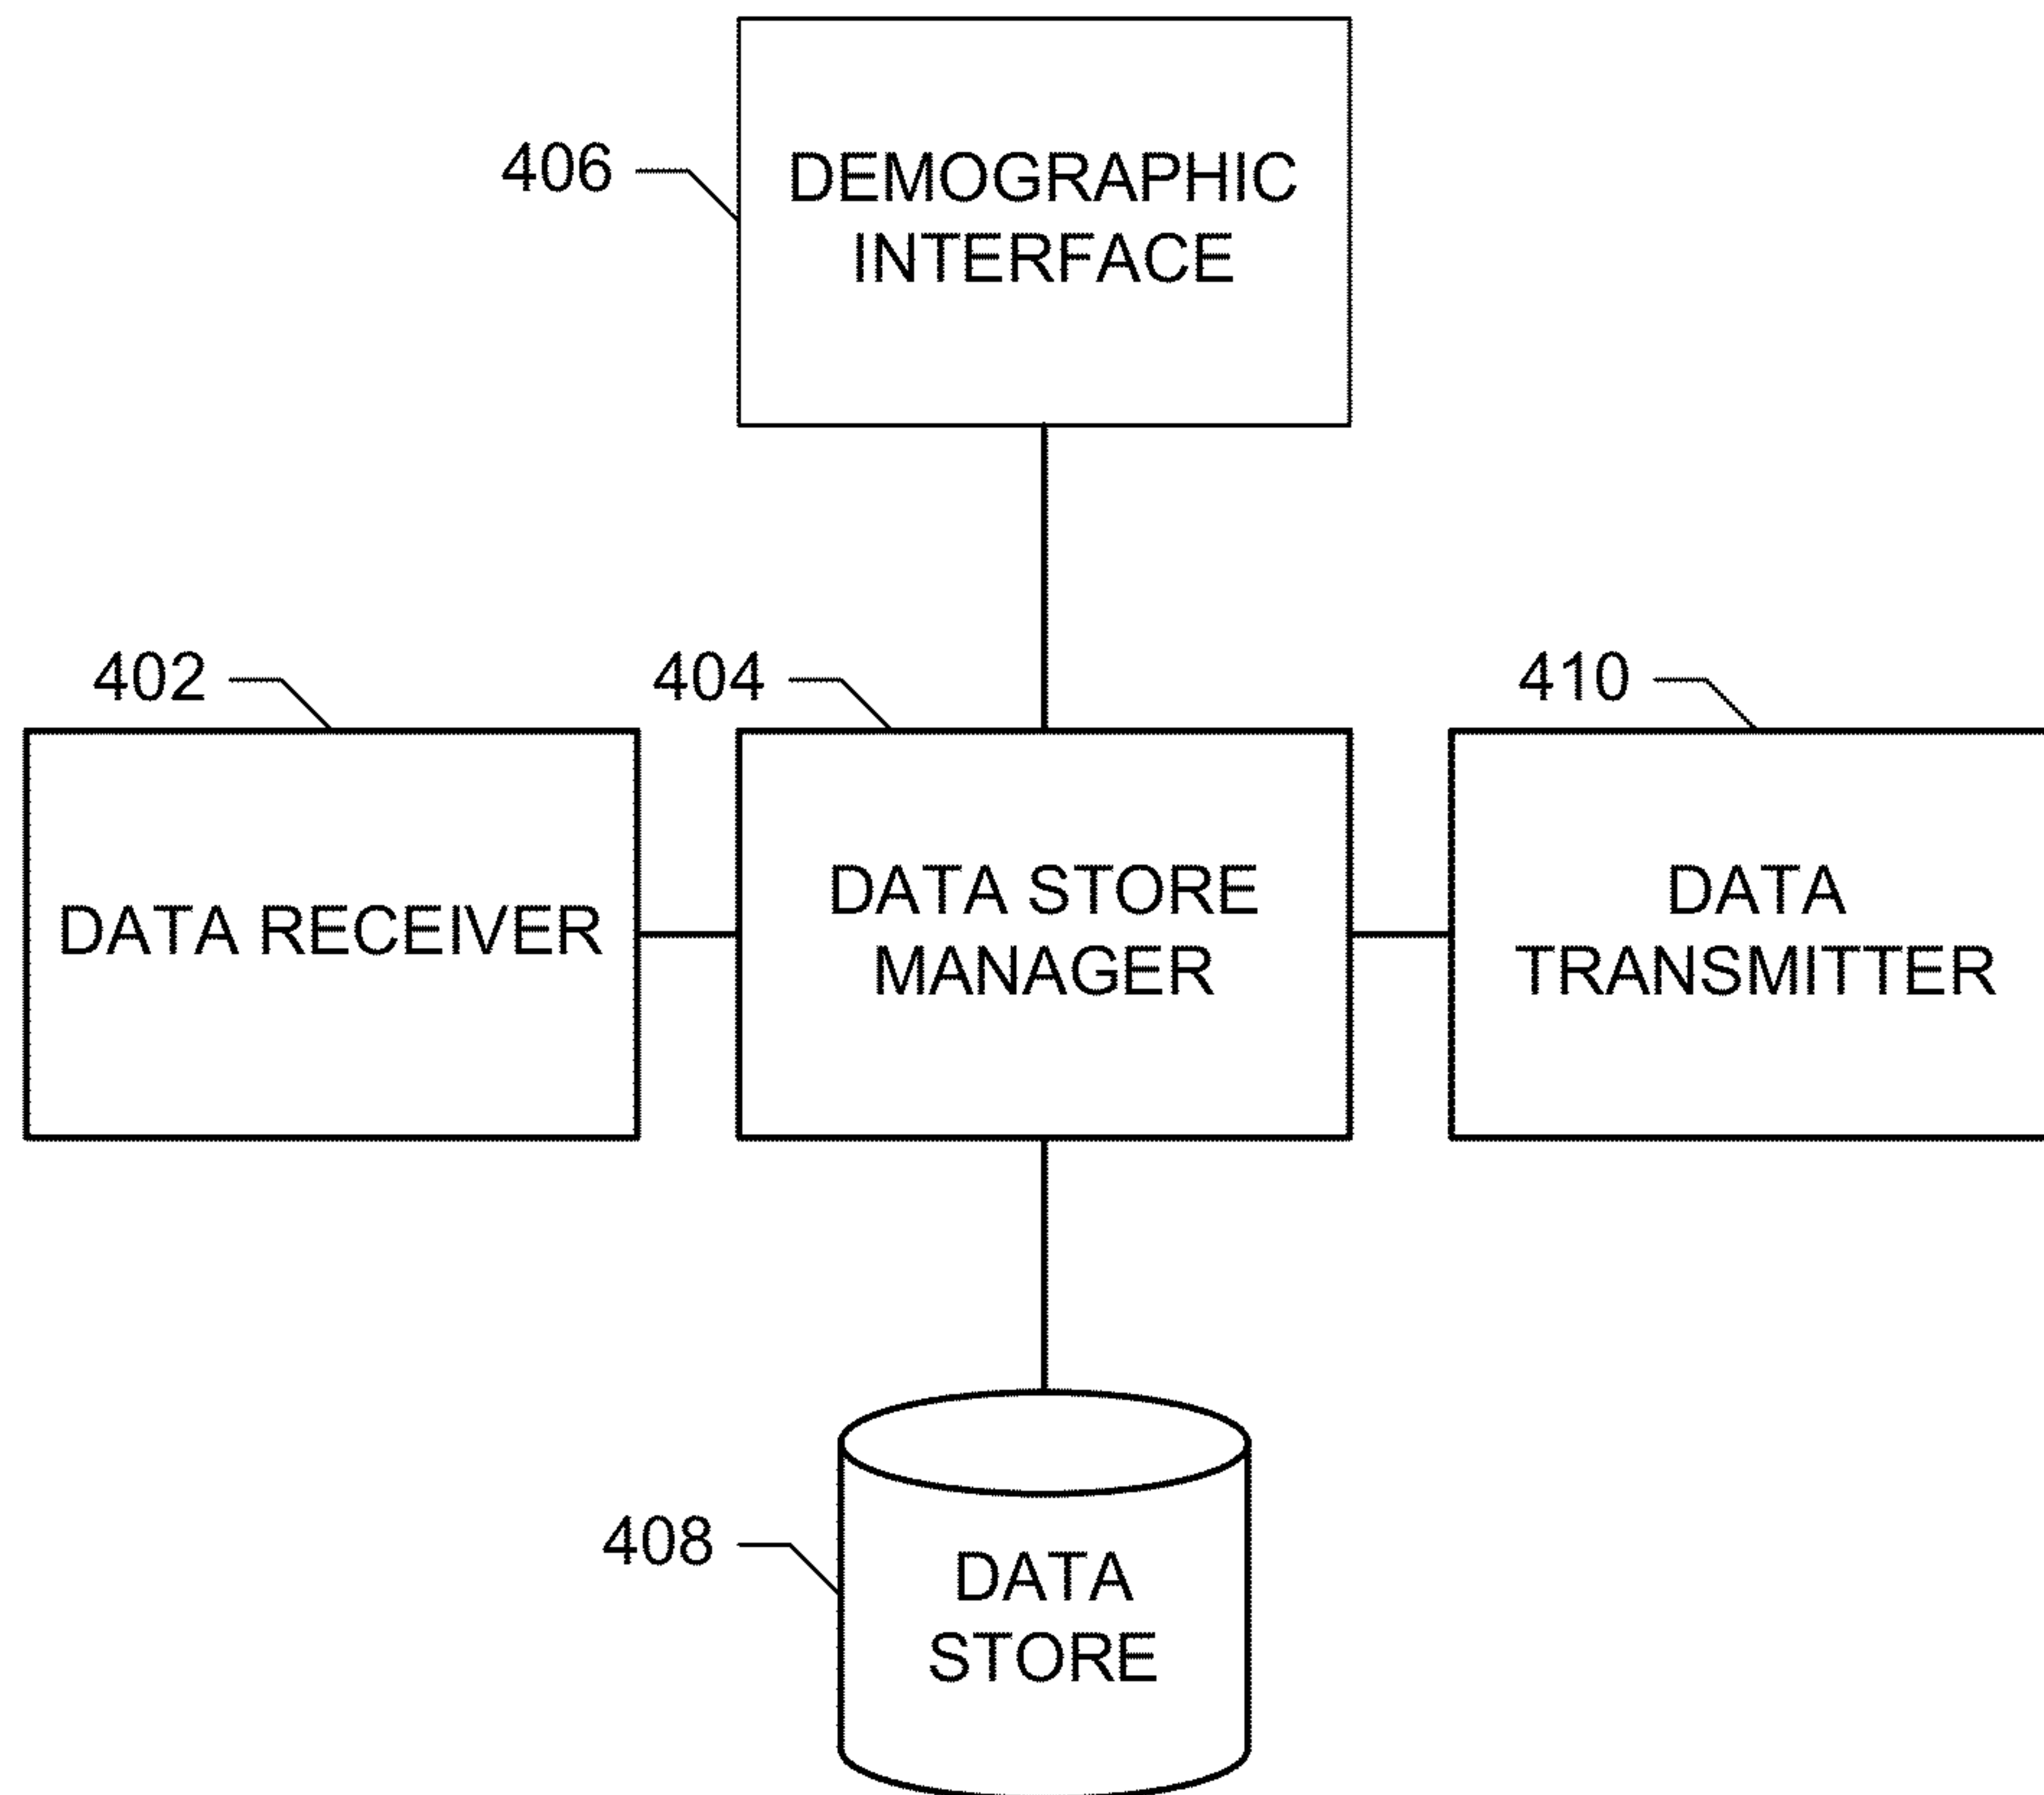 406
DEMOGRAPHIC
INTERFACE
402
404
410
DATA RECEIVER
DATA STORE
MANAGER
DATA
TRANSMITTER
408
DATA
STORE